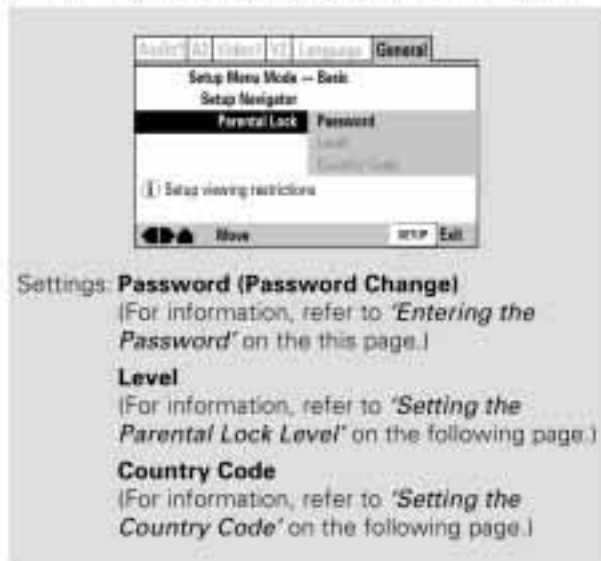 Audio1 A2 Video1 V2 Language General
Setup Menu Mode — Basic
Setup Navigator
Parental Lock Password
Level
Country Code
Setup viewing restrictions
Move SETUP Exit
Settings: Password (Password Change)
(For information, refer to "Entering the
Password" on the this page.)
Level
(For information, refer to "Setting the
Parental Lock Level" on the following page.)
Country Code
(For information, refer to "Setting the
Country Code" on the following page.)